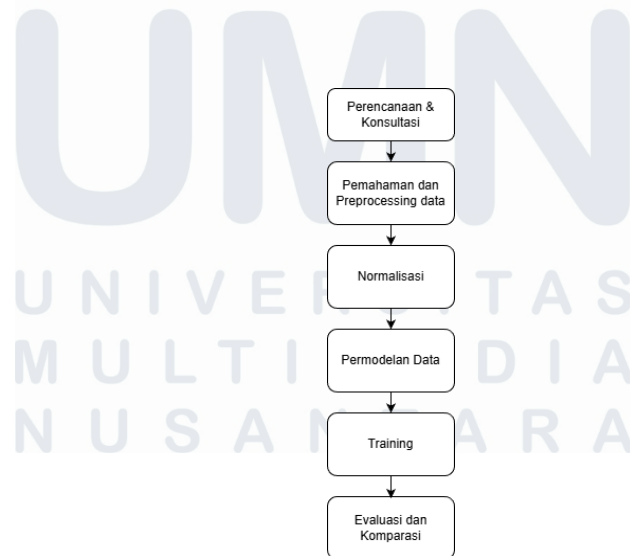 UMN
Perencanaan &
Konsultasi
Pemahaman dan
Preprocessing data
Normalisasi
UNIVERSITAS
Permodelan Data
MULTIMEDIA
Training
NUSANTARA
Evaluasi dan
Komparasi